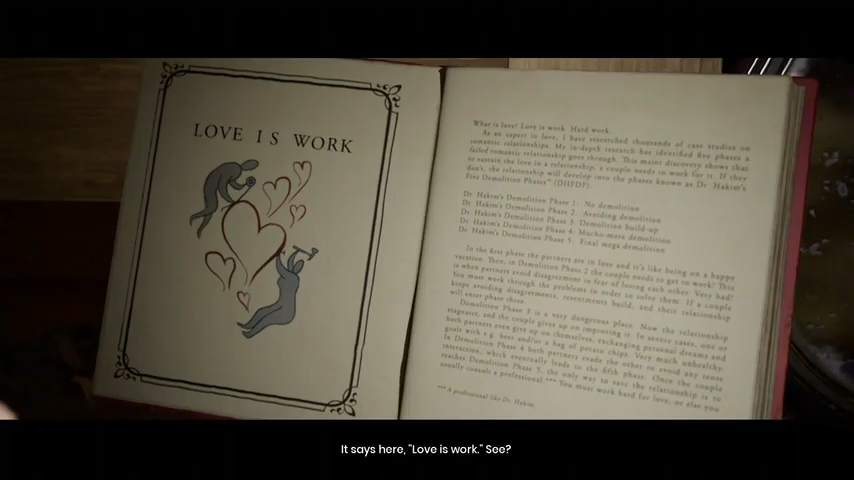 LOVE IS WORK
What is love? Love is work. Hard work.
As an expert in love, I have researched thousands of case studies on
romantic relationships. My in-depth research has identified five phases a
failed romantic relationship goes through. This major discovery shows that
to sustain the love in a relationship, a couple needs to work for it. If they
don't, the relationship will develop into the phases known as Dr. Hakim's
Five Demolition Phases™ (DHFDP).
Dr. Hakim's Demolition Phase 1: No demolition
Dr. Hakim's Demolition Phase 2: Avoiding demolition
Dr. Hakim's Demolition Phase 3: Demolition build-up
Dr. Hakim's Demolition Phase 4: Mucho-more demolition
Dr. Hakim's Demolition Phase 5: Final mega demolition
In the first phase the partners are in love and it's like being on a happy
vacation. Then, in Demolition Phase 2 the couple needs to get to work! This
is when partners avoid disagreements in fear of losing each other. Very bad!
You must work through the problems in order to solve them. If a couple
keeps avoiding disagreements, resentments build, and their relationship
will enter phase three.
Demolition Phase 3 is a very dangerous place. Now the relationship
stagnates, and the couple gives up on improving it. In severe cases, one or
both partners even give up on themselves, exchanging personal dreams and
goals with e.g. beer and/or a bag of potato chips. Very much unhealthy.
In Demolition Phase 4 both partners evade the other to avoid any tense
interaction, which eventually leads to the fifth phase. Once the couple
reaches Demolition Phase 5, the only way to save the relationship is to
usually consult a professional.*** You must work hard for love, or else you
*** A professional like Dr. Hakim.
It says here, "Love is work." See?